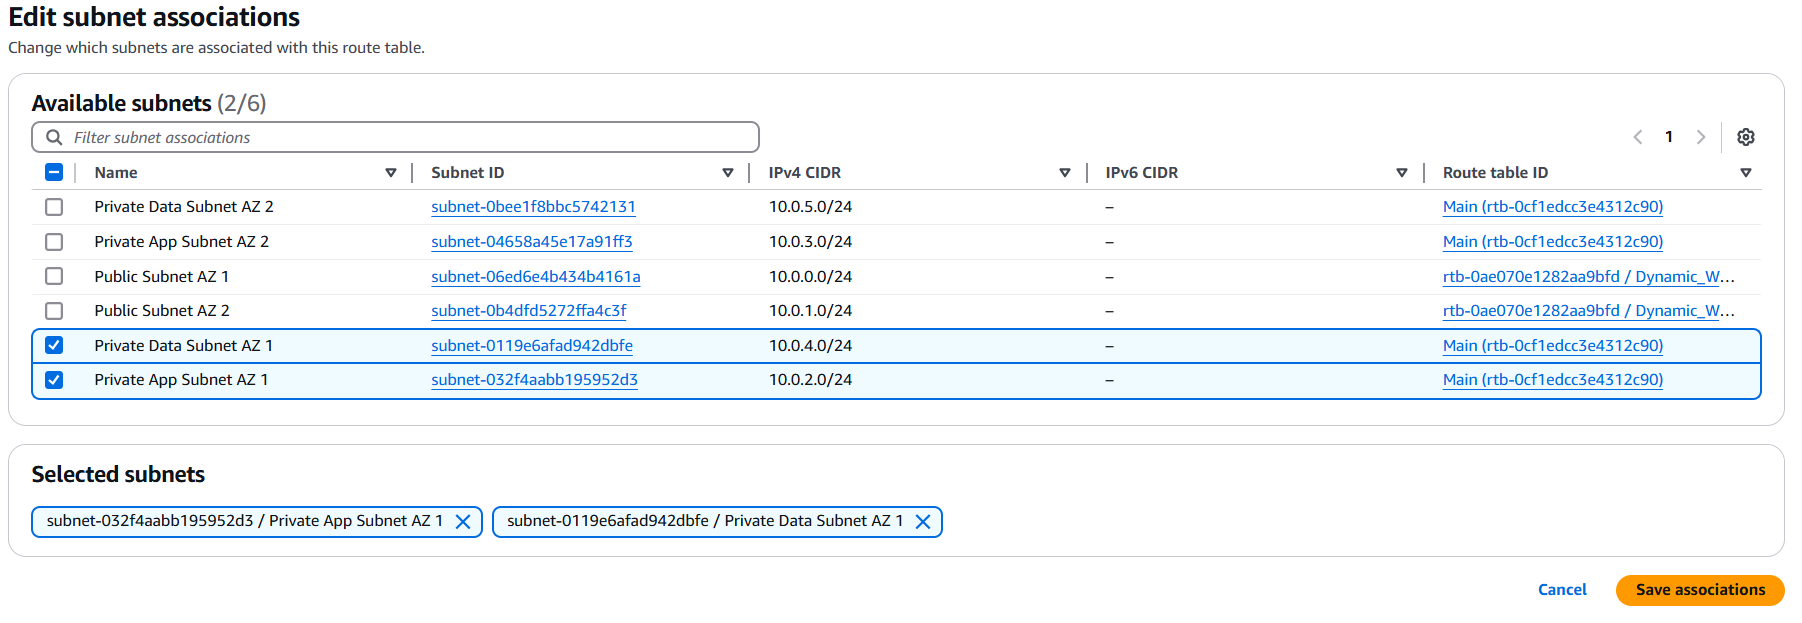 Edit subnet associations
Change which subnets are associated with this route table.
Available subnets (2/6)
Filter subnet associations
1
Name Subnet ID IPv4 CIDR IPv6 CIDR Route table ID
Private Data Subnet AZ 2 subnet-0bee1f8bbc5742131 10.0.5.0/24 – Main (rtb-0cf1edcc3e4312c90)
Private App Subnet AZ 2 subnet-04658a45e17a91ff3 10.0.3.0/24 – Main (rtb-0cf1edcc3e4312c90)
Public Subnet AZ 1 subnet-06ed6e4b434b4161a 10.0.0.0/24 – rtb-0ae070e1282aa9bfd / Dynamic_W…
Public Subnet AZ 2 subnet-0b4dfd5272ffa4c3f 10.0.1.0/24 – rtb-0ae070e1282aa9bfd / Dynamic_W…
Private Data Subnet AZ 1 subnet-0119e6afad942dbfe 10.0.4.0/24 – Main (rtb-0cf1edcc3e4312c90)
Private App Subnet AZ 1 subnet-032f4aabb195952d3 10.0.2.0/24 – Main (rtb-0cf1edcc3e4312c90)
Selected subnets
subnet-032f4aabb195952d3 / Private App Subnet AZ 1 subnet-0119e6afad942dbfe / Private Data Subnet AZ 1
Cancel Save associations